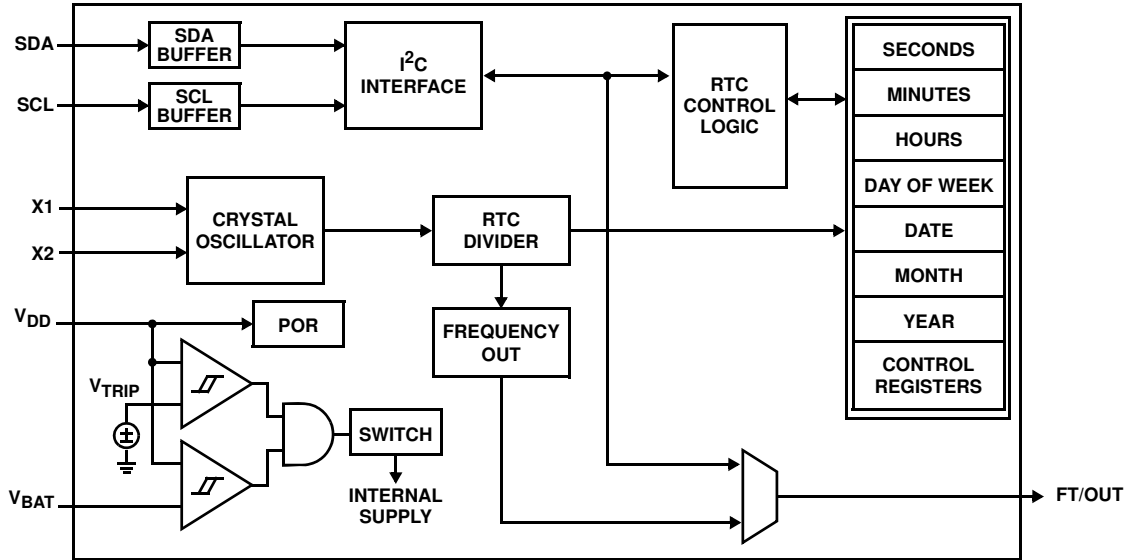 SDA
SDA
BUFFER
SCL
SCL
BUFFER
I²C
INTERFACE
RTC
CONTROL
LOGIC
SECONDS
MINUTES
HOURS
DAY OF WEEK
DATE
MONTH
YEAR
CONTROL
REGISTERS
X1
X2
CRYSTAL
OSCILLATOR
RTC
DIVIDER
FREQUENCY
OUT
VDD
POR
VTRIP
VBAT
SWITCH
INTERNAL
SUPPLY
FT/OUT